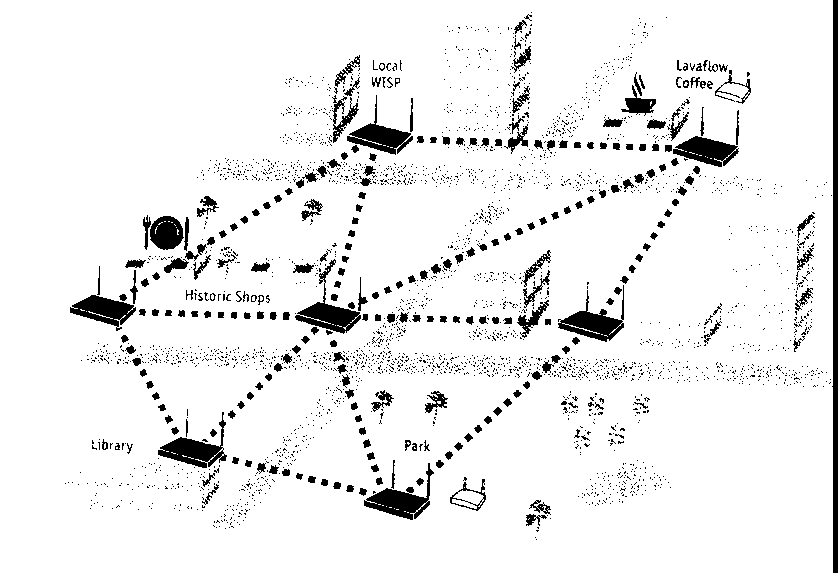 Local
WISP
Lavaflow
Coffee
Historic Shops
Library
Park